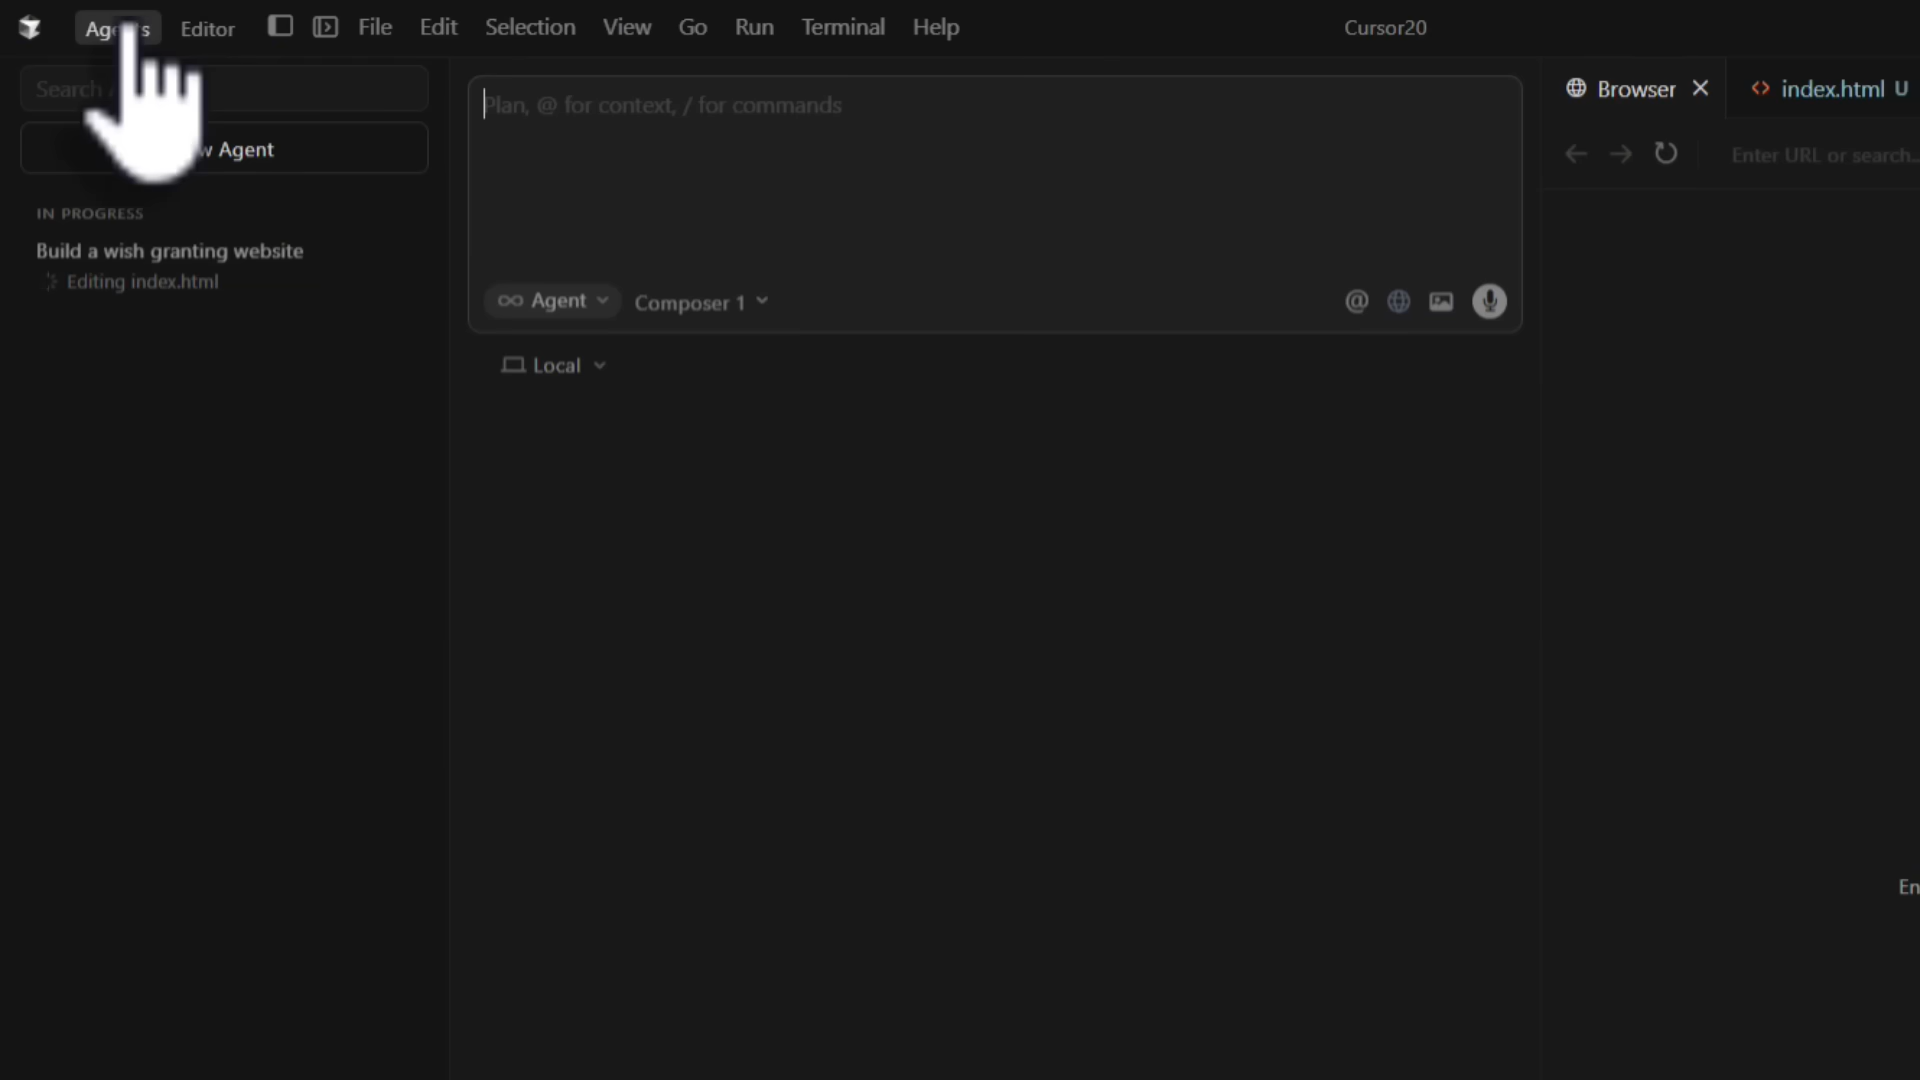 Editor File Edit Selection View Go Run Terminal Help Cursor20
Search
Agent
IN PROGRESS
Build a wish granting website
Editing index.html
Plan, @ for context, / for commands
Agent Composer 1
@
Local
Browser index.html U
Enter URL or search...